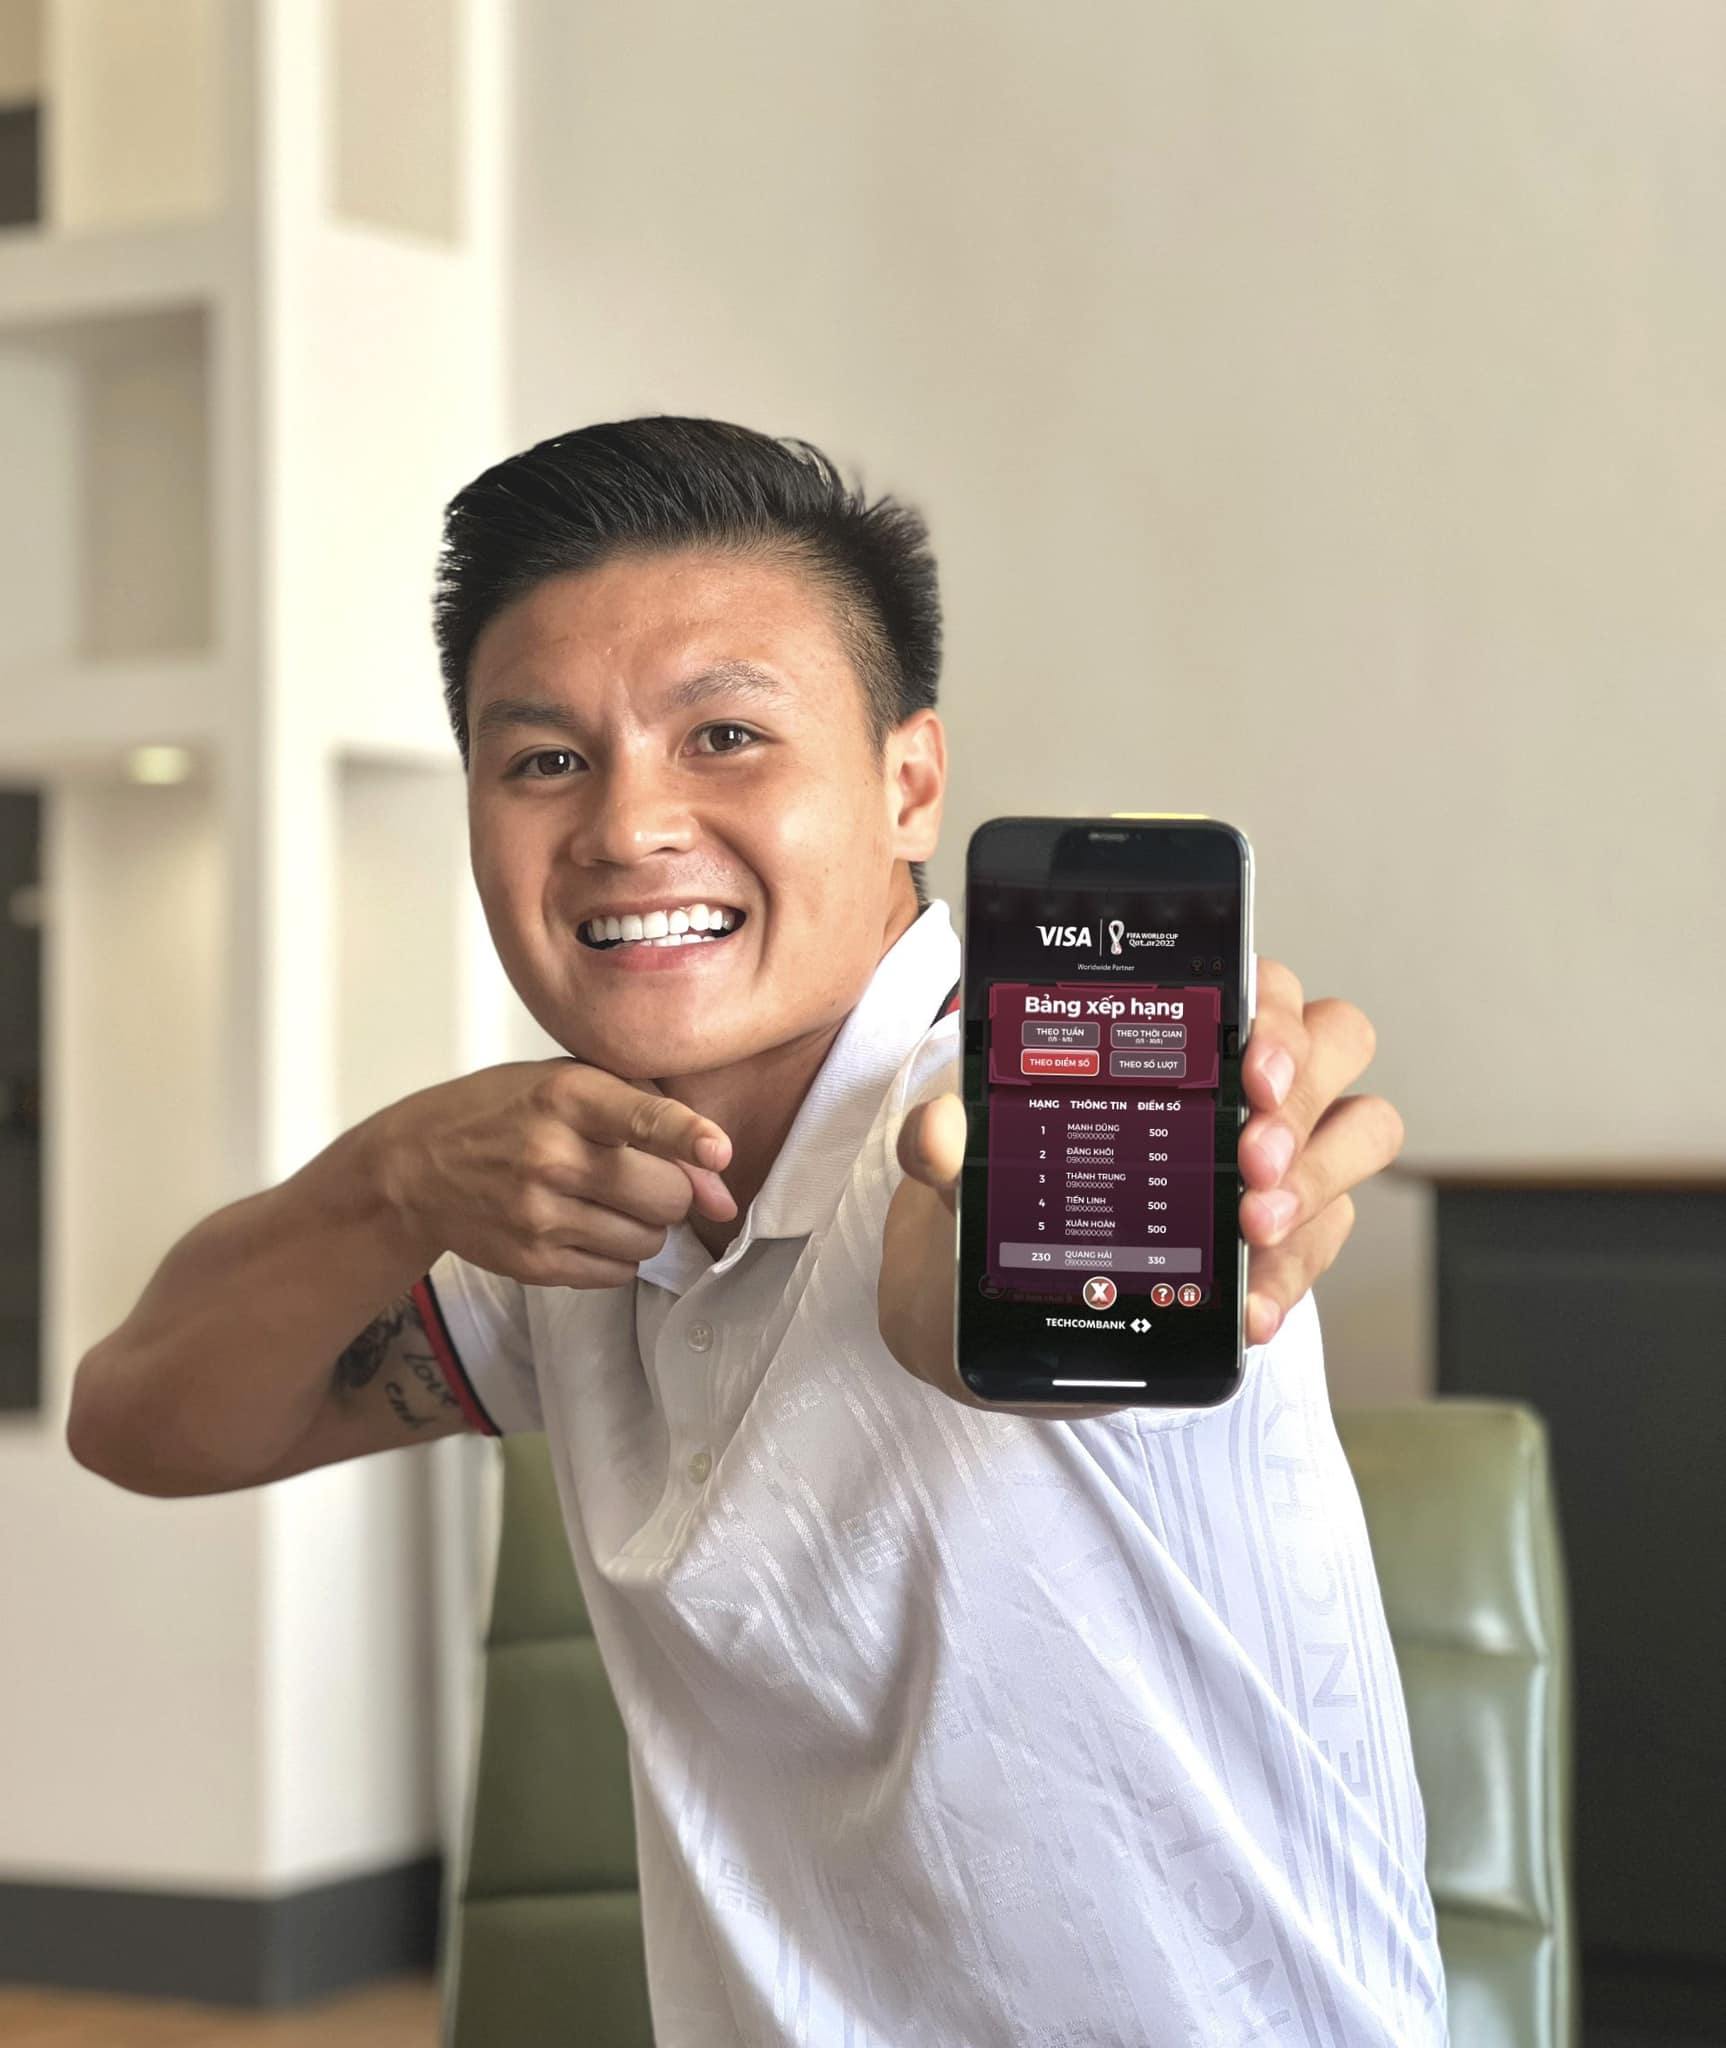 VISA
FIFA WORLD CUP
Qatar2022
Worldwide Partner
Bảng xếp hạng
THEO TUẦN
THEO THỜI GIAN
THEO ĐIỂM SỐ
THEO SỐ LƯỢT
HẠNG THÔNG TIN ĐIỂM SỐ
1 MẠNH DŨNG 500
09XXXXXXXX
2 ĐĂNG KHÔI 500
09XXXXXXXX
3 THÀNH TRUNG 500
09XXXXXXXX
4 TIẾN LINH 500
09XXXXXXXX
5 XUÂN HOÀN 500
09XXXXXXXX
230 QUANG HẢI 330
09XXXXXXXX
X
?
TECHCOMBANK
love
end